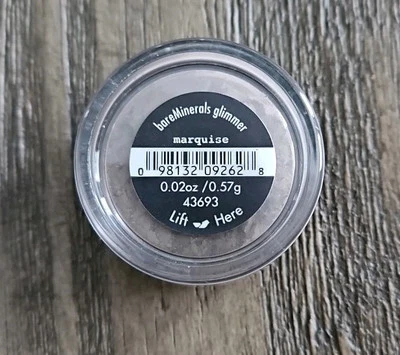 bareMinerals glimmer
marquise
0 98132 09262 8
0.02oz /0.57g
43693
Lift Here